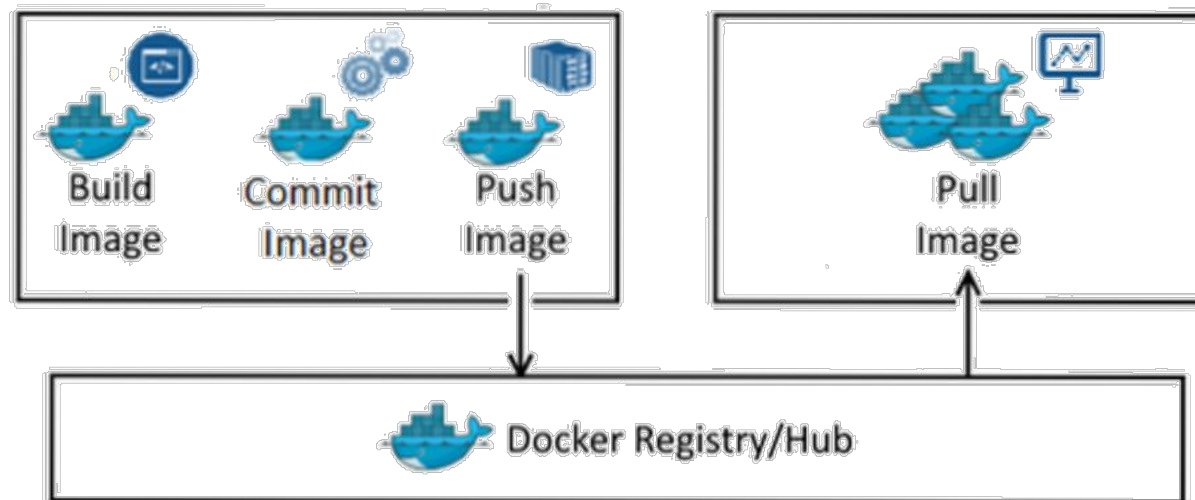 Build
Image
Commit
Image
Push
Image
Pull
Image
Docker Registry/Hub